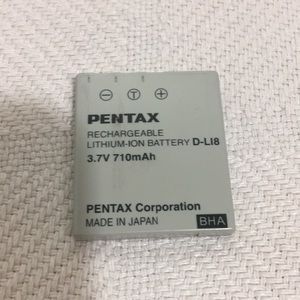 PENTAX
RECHARGEABLE
LITHIUM-ION BATTERY D-LI8
3.7V 710mAh
PENTAX Corporation
MADE IN JAPAN BHA